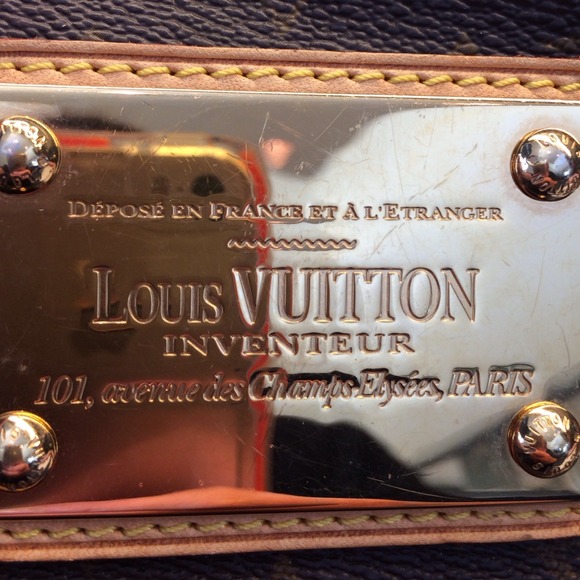 DÉPOSÉ EN FRANCE ET À L'ETRANGER
LOUIS VUITTON
INVENTEUR
101, avenue des Champs Elysées, PARIS